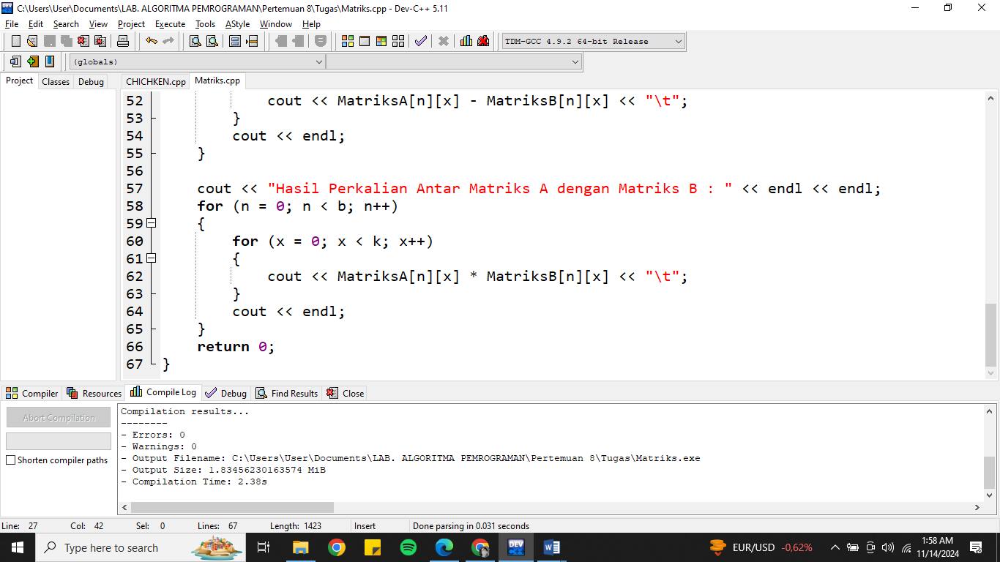 C:\Users\User\Documents\LAB. ALGORITMA PEMROGRAMAN\Pertemuan 8\Tugas\Matriks.cpp - Dev-C++ 5.11
File Edit Search View Project Execute Tools AStyle Window Help
TDM-GCC 4.9.2 64-bit Release
(globals)
Project Classes Debug CHICHKEN.cpp Matriks.cpp
52 cout << MatriksA[n][x] - MatriksB[n][x] << "\t";
53 }
54 cout << endl;
55 }
56
57 cout << "Hasil Perkalian Antar Matriks A dengan Matriks B : " << endl << endl;
58 for (n = 0; n < b; n++)
59 {
60 for (x = 0; x < k; x++)
61 {
62 cout << MatriksA[n][x] * MatriksB[n][x] << "\t";
63 }
64 cout << endl;
65 }
66 return 0;
67 }
Compiler Resources Compile Log Debug Find Results Close
Abort Compilation
Shorten compiler paths
Compilation results...
--------
- Errors: 0
- Warnings: 0
- Output Filename: C:\Users\User\Documents\LAB. ALGORITMA PEMROGRAMAN\Pertemuan 8\Tugas\Matriks.exe
- Output Size: 1.83456230163574 MiB
- Compilation Time: 2.38s
Line: 27 Col: 42 Sel: 0 Lines: 67 Length: 1423 Insert Done parsing in 0.031 seconds
Type here to search
DEV
EUR/USD -0,62%
1:58 AM
11/14/2024